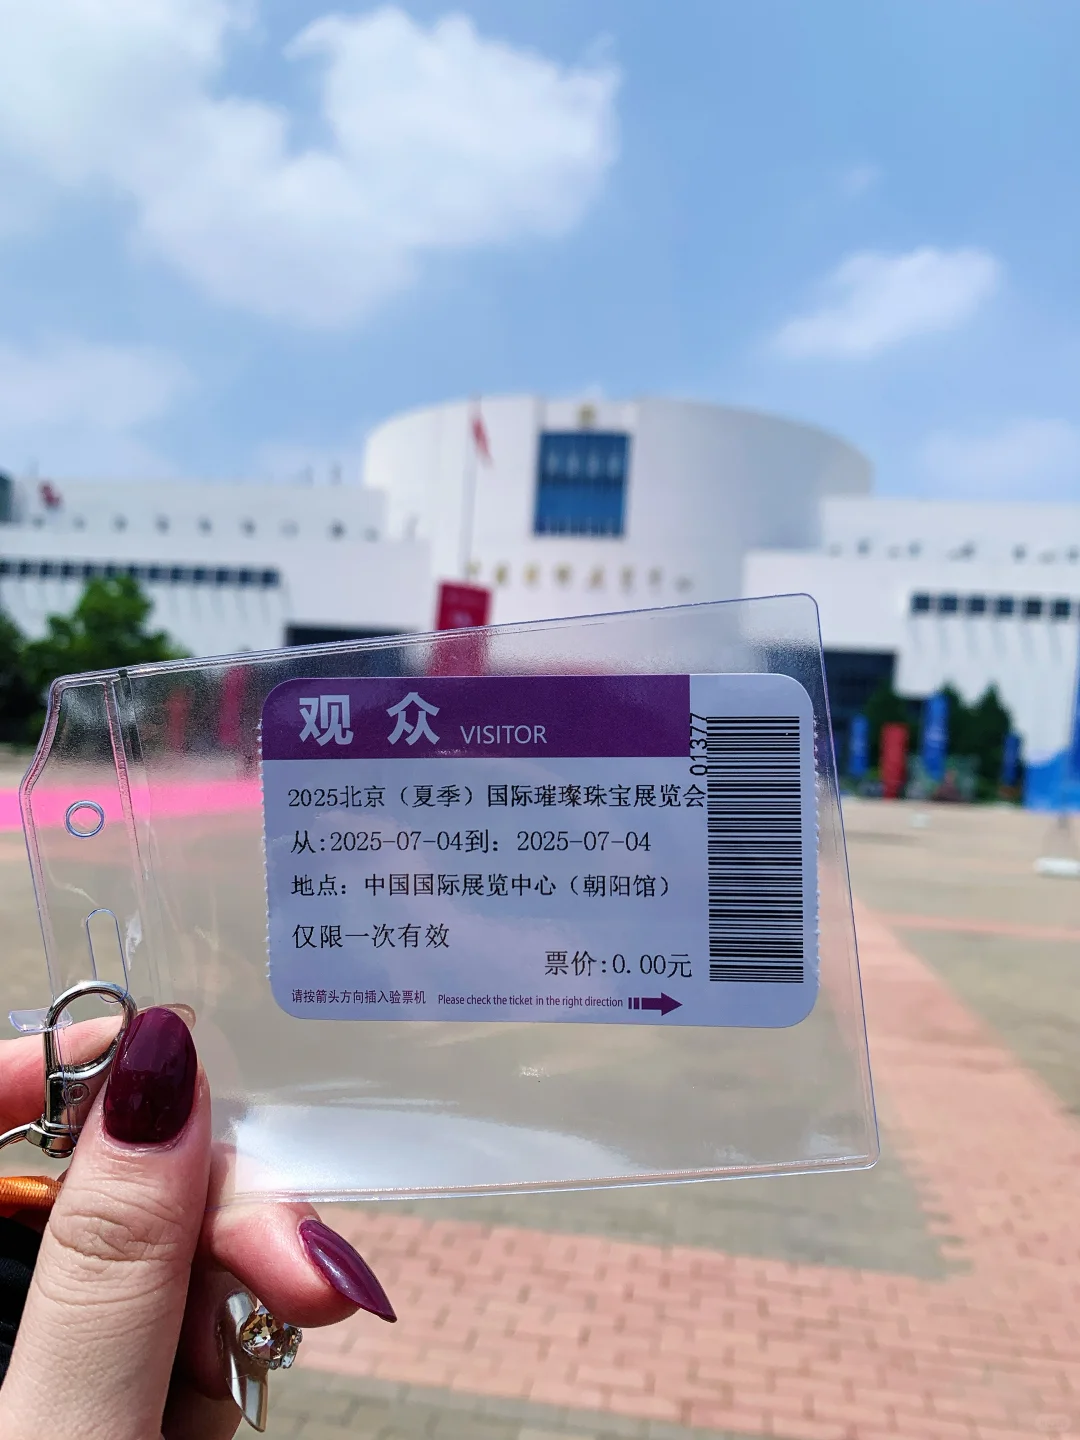 观众 VISITOR
01377
2025北京（夏季）国际璀璨珠宝展览会
从:2025-07-04到：2025-07-04
地点：中国国际展览中心（朝阳馆）
仅限一次有效
票价:0.00元
请按箭头方向插入验票机 Please check the ticket in the right direction